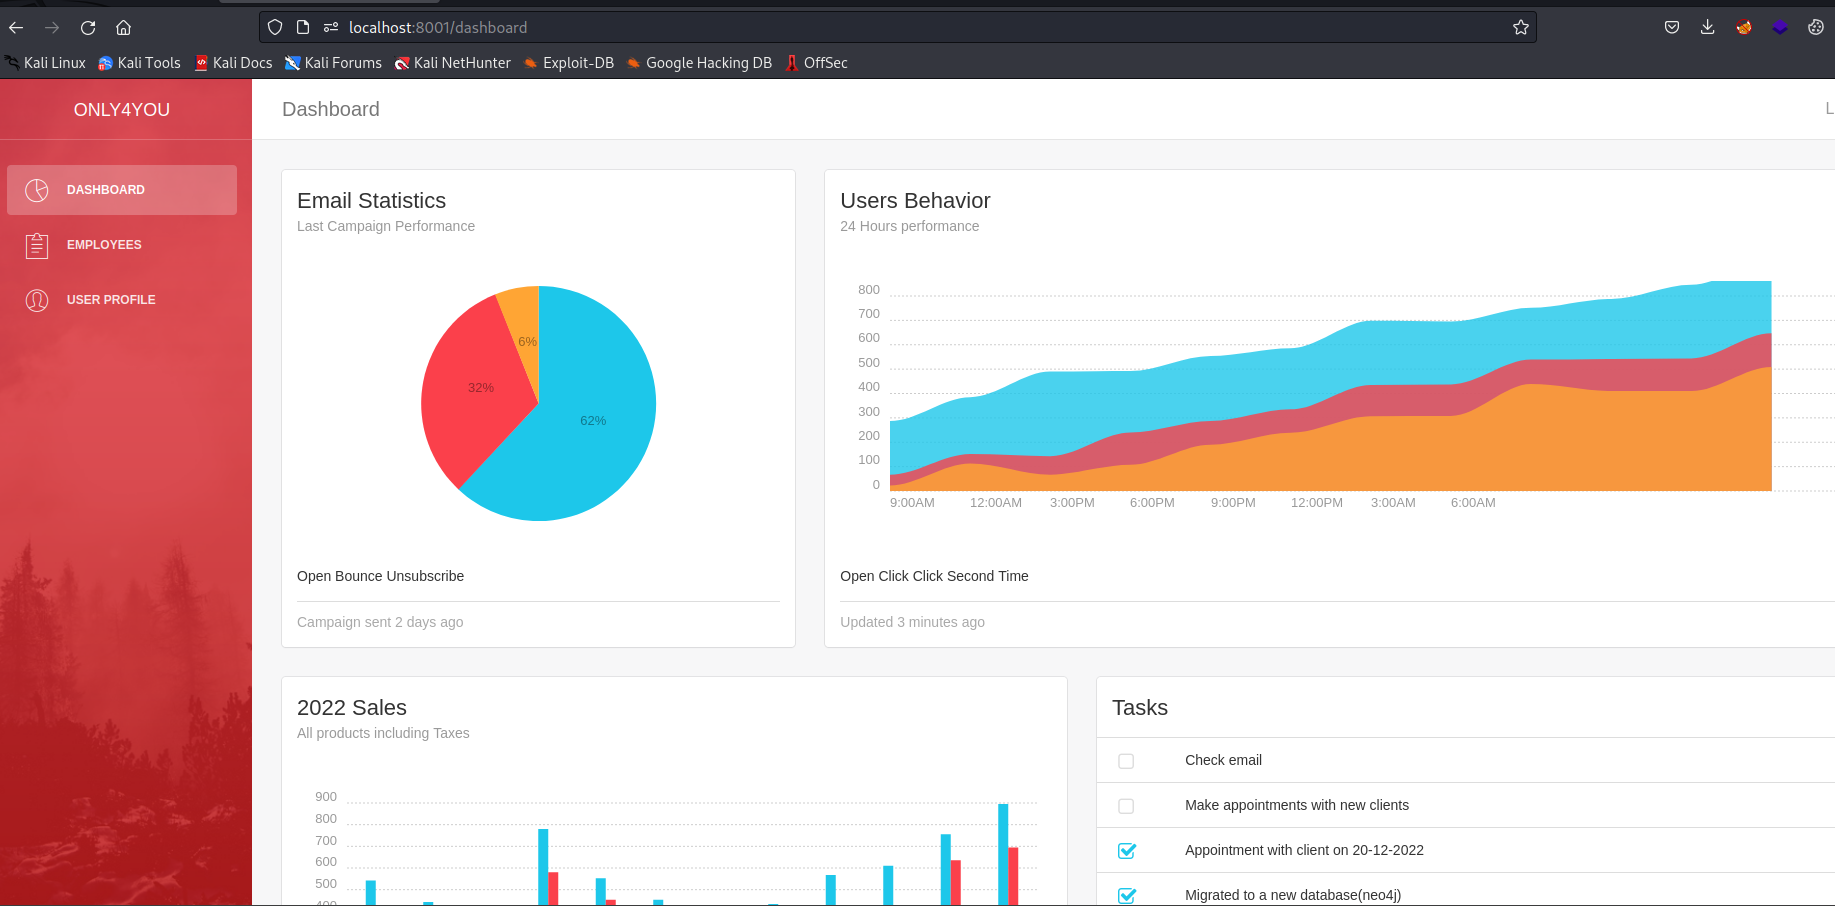 localhost:8001/dashboard
Kali Linux Kali Tools Kali Docs Kali Forums Kali NetHunter Exploit-DB Google Hacking DB OffSec
ONLY4YOU
Dashboard
L
DASHBOARD
EMPLOYEES
USER PROFILE
Email Statistics
Last Campaign Performance
6%
32%
62%
Open Bounce Unsubscribe
Campaign sent 2 days ago
Users Behavior
24 Hours performance
800
700
600
500
400
300
200
100
0
9:00AM 12:00AM 3:00PM 6:00PM 9:00PM 12:00PM 3:00AM 6:00AM
Open Click Click Second Time
Updated 3 minutes ago
2022 Sales
All products including Taxes
900
800
700
600
500
400
Tasks
Check email
Make appointments with new clients
Appointment with client on 20-12-2022
Migrated to a new database(neo4j)